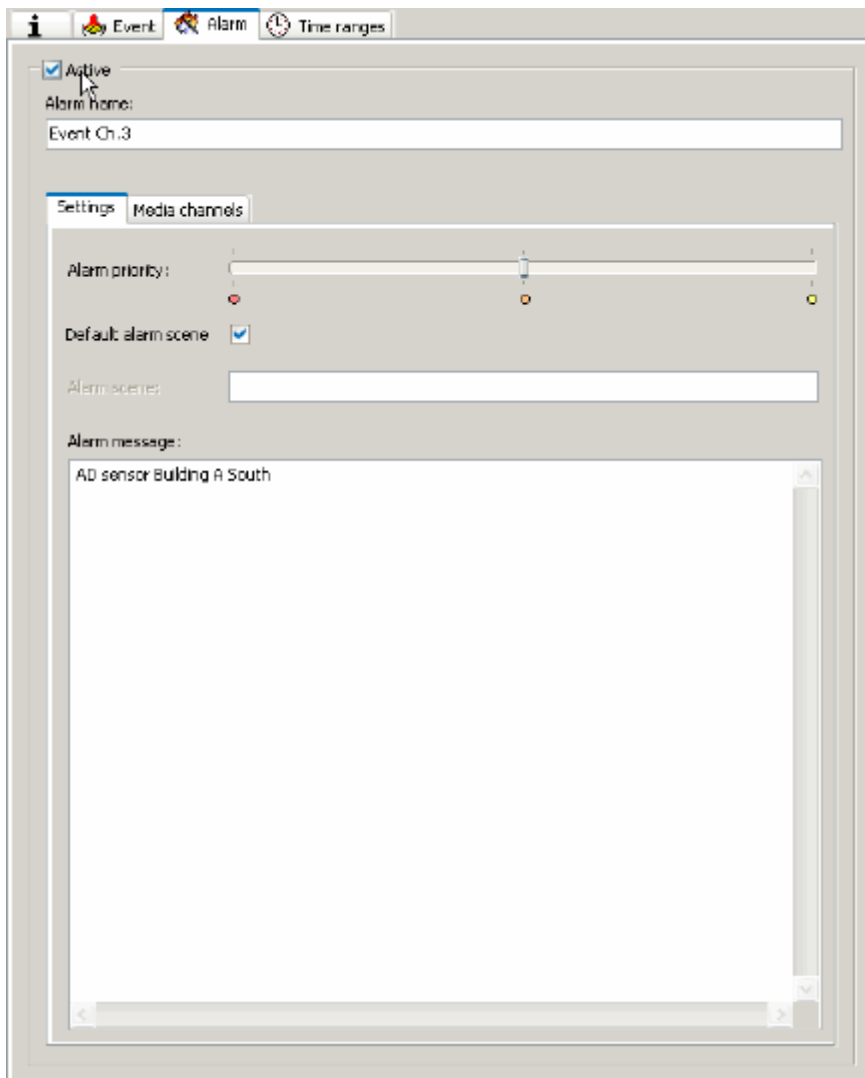 i Event Alarm Time ranges
Active
Alarm name:
Event Ch.3
Settings Media channels
Alarm priority:
Default alarm scene
Alarm scene:
Alarm message:
AD sensor Building A South